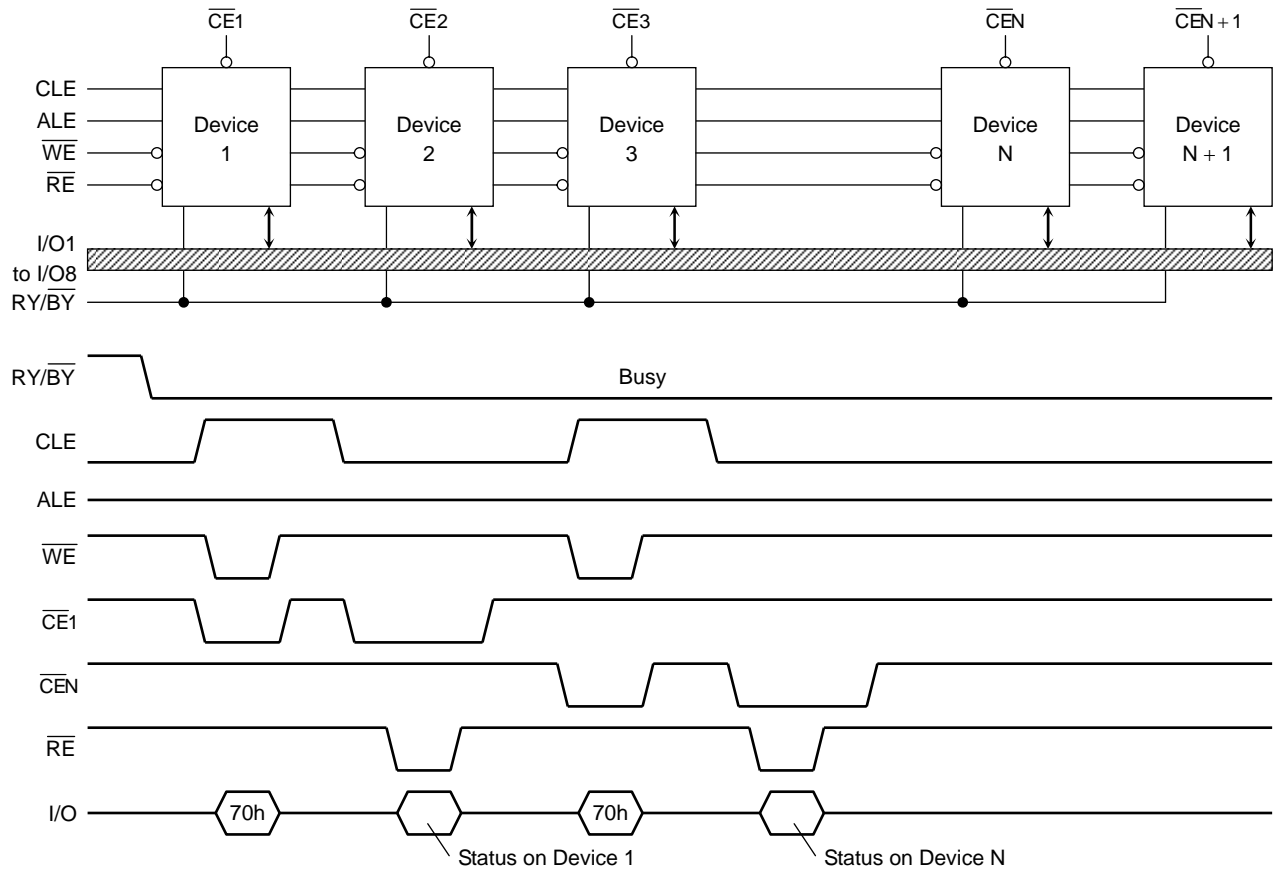 CE1 CE2 CE3 CEN CEN + 1
CLE
ALE
WE
RE
Device 1
Device 2
Device 3
Device N
Device N + 1
I/O1 to I/O8
RY/BY
RY/BY
Busy
CLE
ALE
WE
CE1
CEN
RE
I/O
70h
70h
Status on Device 1
Status on Device N